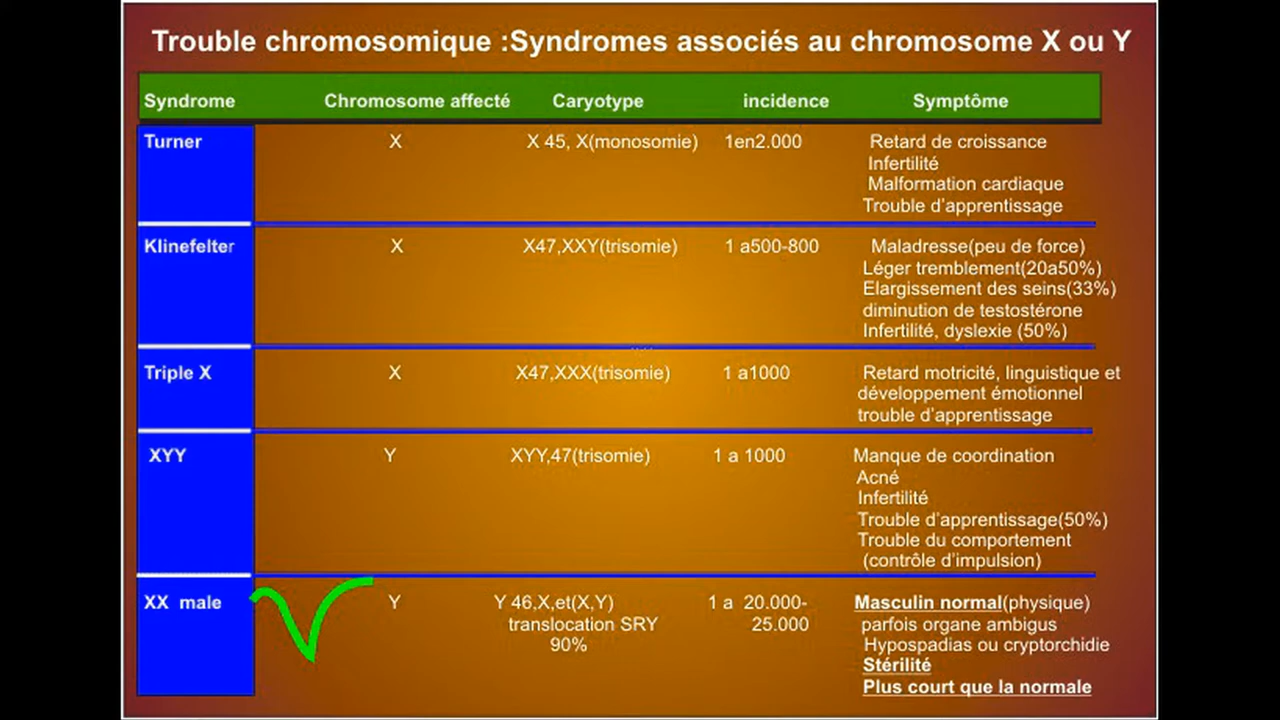 Trouble chromosomique :Syndromes associés au chromosome X ou Y
Syndrome Chromosome affecté Caryotype incidence Symptôme
Turner X X 45, X(monosomie) 1en2.000 Retard de croissance
Infertilité
Malformation cardiaque
Trouble d'apprentissage
Klinefelter X X47,XXY(trisomie) 1 a500-800 Maladresse(peu de force)
Léger tremblement(20a50%)
Elargissement des seins(33%)
diminution de testostérone
Infertilité, dyslexie (50%)
Triple X X X47,XXX(trisomie) 1 a1000 Retard motricité, linguistique et
développement émotionnel
trouble d'apprentissage
XYY Y XYY,47(trisomie) 1 a 1000 Manque de coordination
Acné
Infertilité
Trouble d'apprentissage(50%)
Trouble du comportement
(contrôle d'impulsion)
XX male Y Y 46,X,et(X,Y) 1 a 20.000- Masculin normal(physique)
translocation SRY 25.000 parfois organe ambigus
90% Hypospadias ou cryptorchidie
Stérilité
Plus court que la normale